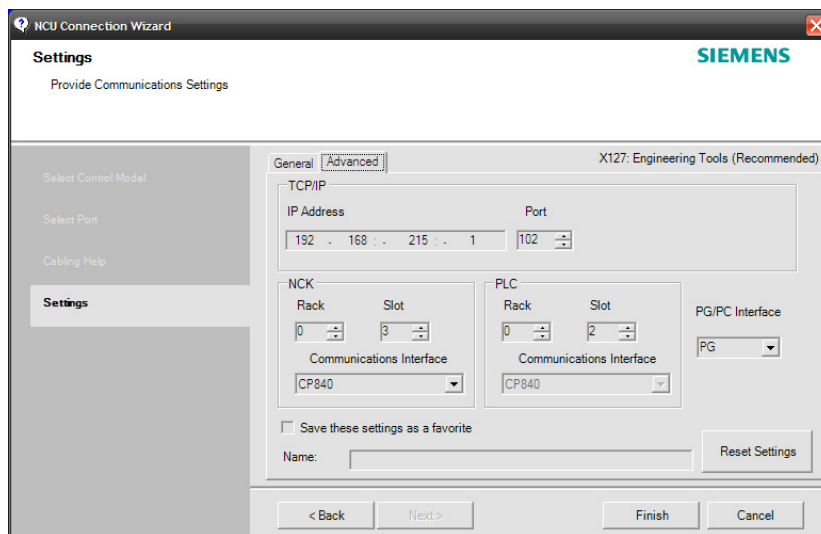 NCU Connection Wizard
Settings
SIEMENS
Provide Communications Settings
General Advanced X127: Engineering Tools (Recommended)
Select Control Model
Select Port
Cabling Help
Settings
TCP/IP
IP Address Port
192 . 168 . 215 . 1 102
NCK PLC
Rack Slot Rack Slot
PG/PC Interface
0 3 0 2
PG
Communications Interface Communications Interface
CP840 CP840
Save these settings as a favorite
Name: Reset Settings
< Back Next > Finish Cancel